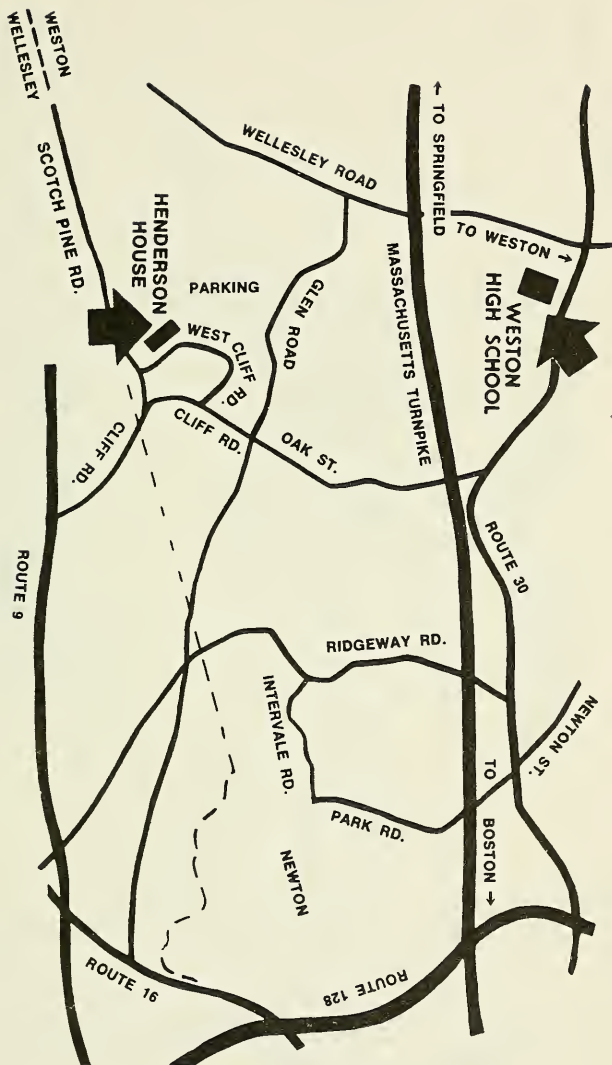 ← TO SPRINGFIELD
WELLESLEY ROAD
TO WESTON →
WESTON
HIGH SCHOOL
MASSACHUSETTS TURNPIKE
GLEN ROAD
PARKING
HENDERSON
HOUSE
WEST CLIFF
RD.
WESTON
WELLESLEY
SCOTCH PINE RD.
CLIFF RD.
OAK ST.
CLIFF RD.
ROUTE 30
ROUTE 9
RIDGEWAY RD.
INTERVALE RD.
NEWTON ST.
TO BOSTON →
PARK RD.
NEWTON
ROUTE 16
ROUTE 128